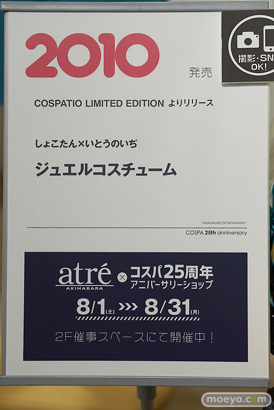 2010
発売
撮影・SNS
OK!
COSPATIO LIMITED EDITION よりリリース
しょこたん×いとうのいぢ
ジュエルコスチューム
COSPA 25th anniversary
atré
AKIHABARA
×
コスパ25周年
アニバーサリーショップ
8/1(土) >>> 8/31(月)
2F催事スペースにて開催中！
moeyo.com